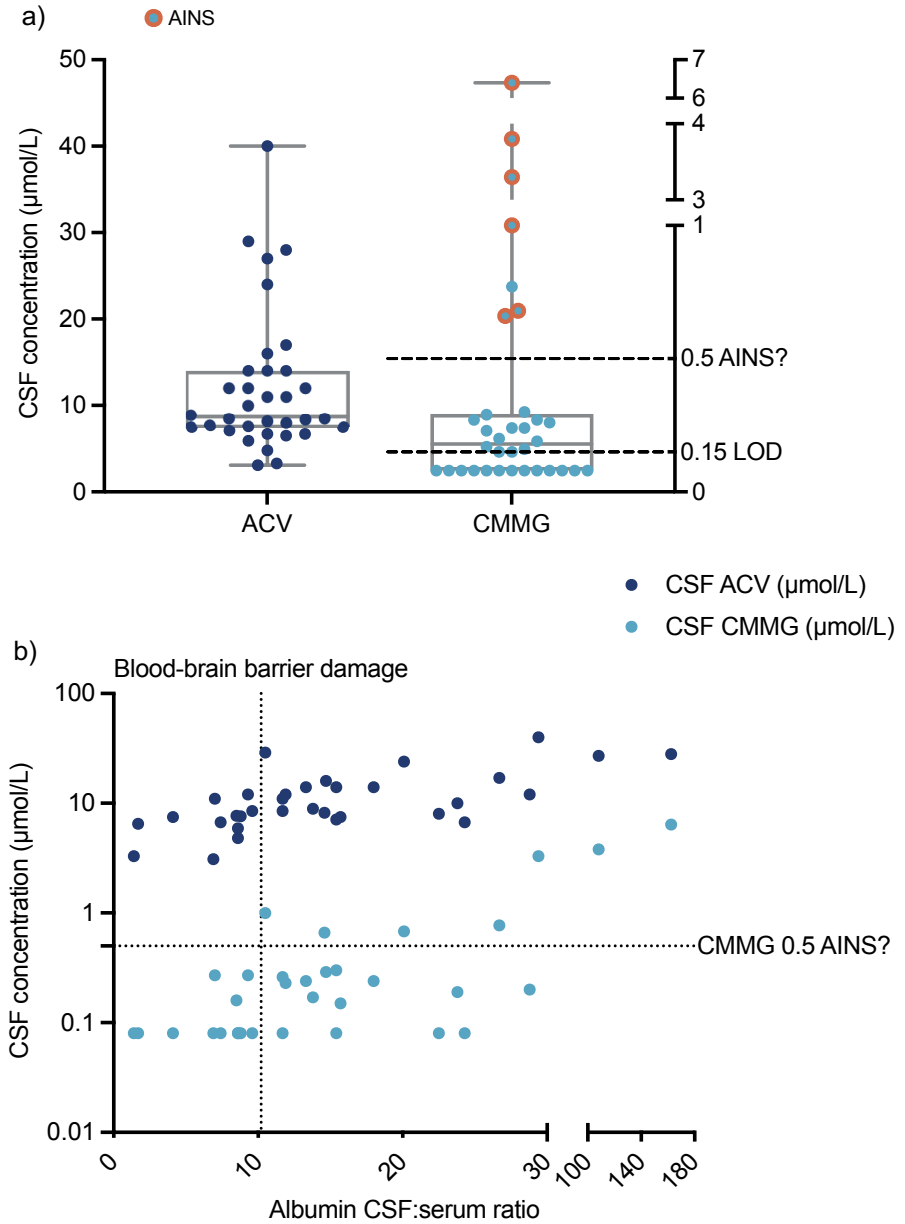 a)
AINS
CSF concentration (μmol/L)
50
40
30
20
10
0
7
6
4
3
1
0.5 AINS?
0.15 LOD
0
ACV
CMMG
CSF ACV (μmol/L)
CSF CMMG (μmol/L)
b)
Blood-brain barrier damage
CSF concentration (μmol/L)
100
10
1
0.1
0.01
CMMG 0.5 AINS?
0
10
20
30
100
140
180
Albumin CSF:serum ratio